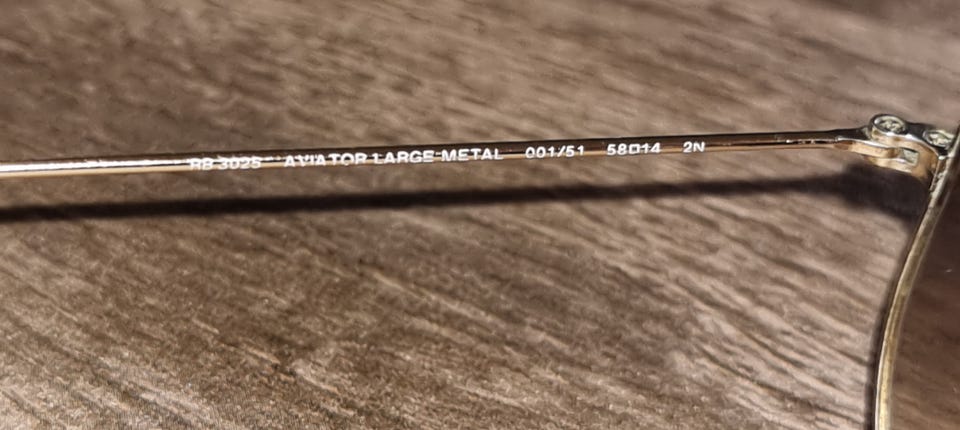 RB 3025 AVIATOR LARGE METAL 001/51 58□14 2N